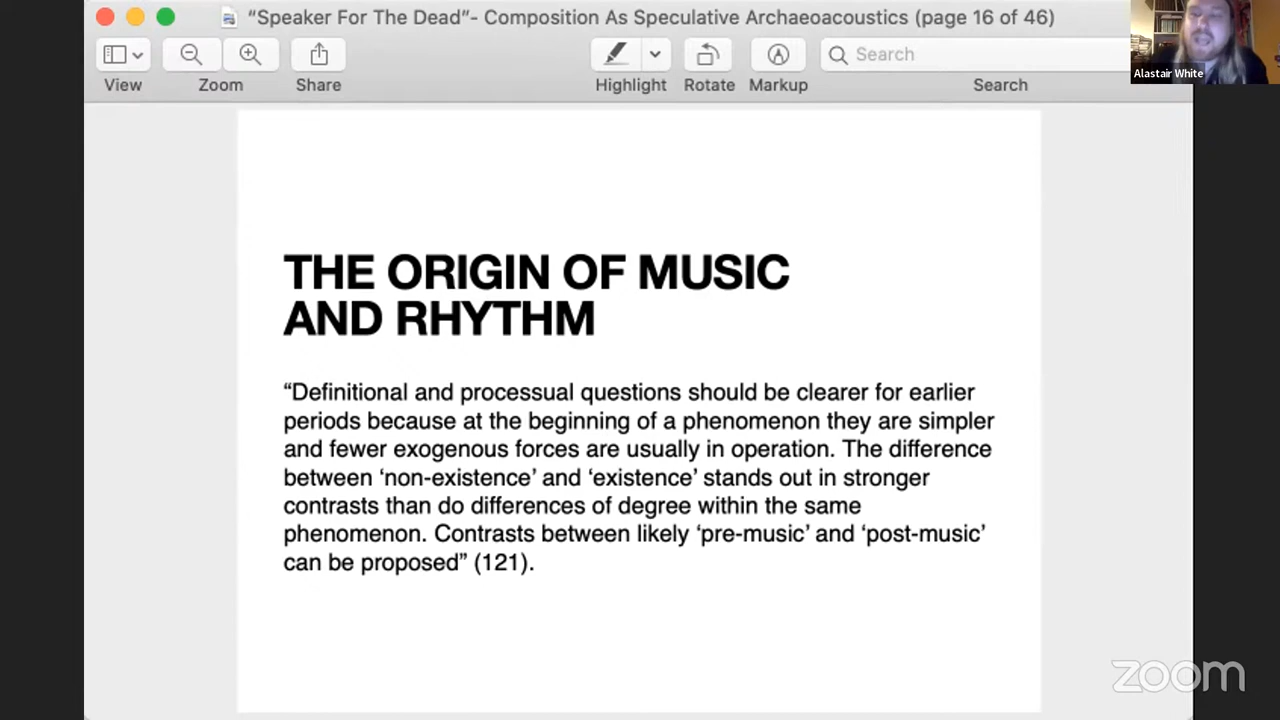 “Speaker For The Dead”- Composition As Speculative Archaeoacoustics (page 16 of 46)
View
Zoom
Share
Highlight
Rotate
Markup
Search
Search
Alastair White
THE ORIGIN OF MUSIC
AND RHYTHM
“Definitional and processual questions should be clearer for earlier
periods because at the beginning of a phenomenon they are simpler
and fewer exogenous forces are usually in operation. The difference
between ‘non-existence’ and ‘existence’ stands out in stronger
contrasts than do differences of degree within the same
phenomenon. Contrasts between likely ‘pre-music’ and ‘post-music’
can be proposed” (121).
zoom